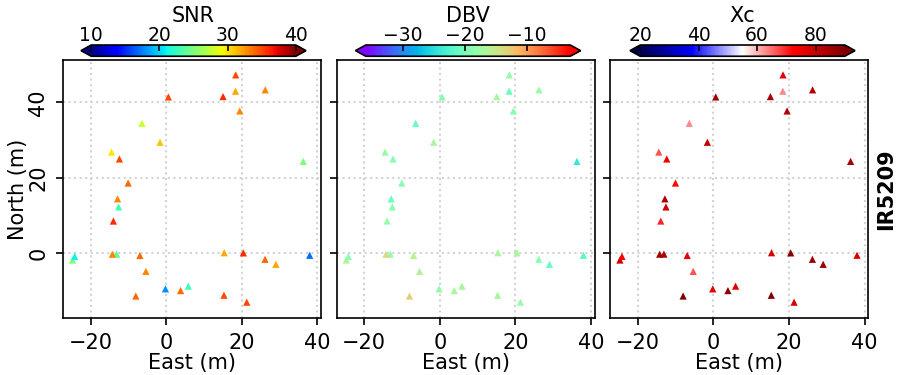 SNR DBV Xc
10 20 30 40 −30 −20 −10 20 40 60 80
North (m)
40
20
0
−20 0 20 40 −20 0 20 40 −20 0 20 40
East (m) East (m) East (m)
IR5209